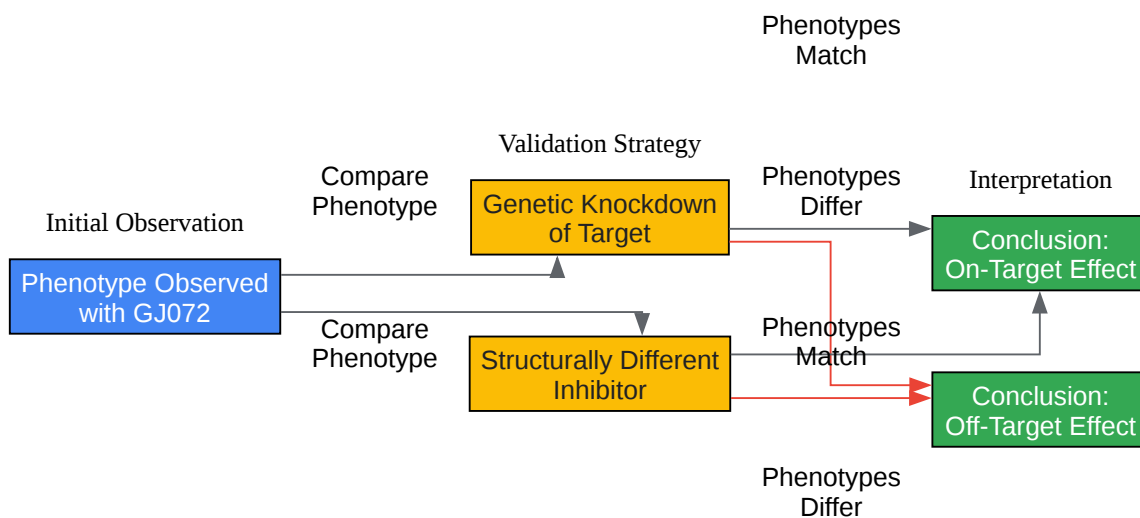 Phenotypes
Match
Validation Strategy
Compare
Phenotype
Genetic Knockdown
of Target
Phenotypes
Differ
Interpretation
Initial Observation
Conclusion:
On-Target Effect
Phenotype Observed
with GJ072
Compare
Phenotype
Structurally Different
Inhibitor
Phenotypes
Match
Conclusion:
Off-Target Effect
Phenotypes
Differ